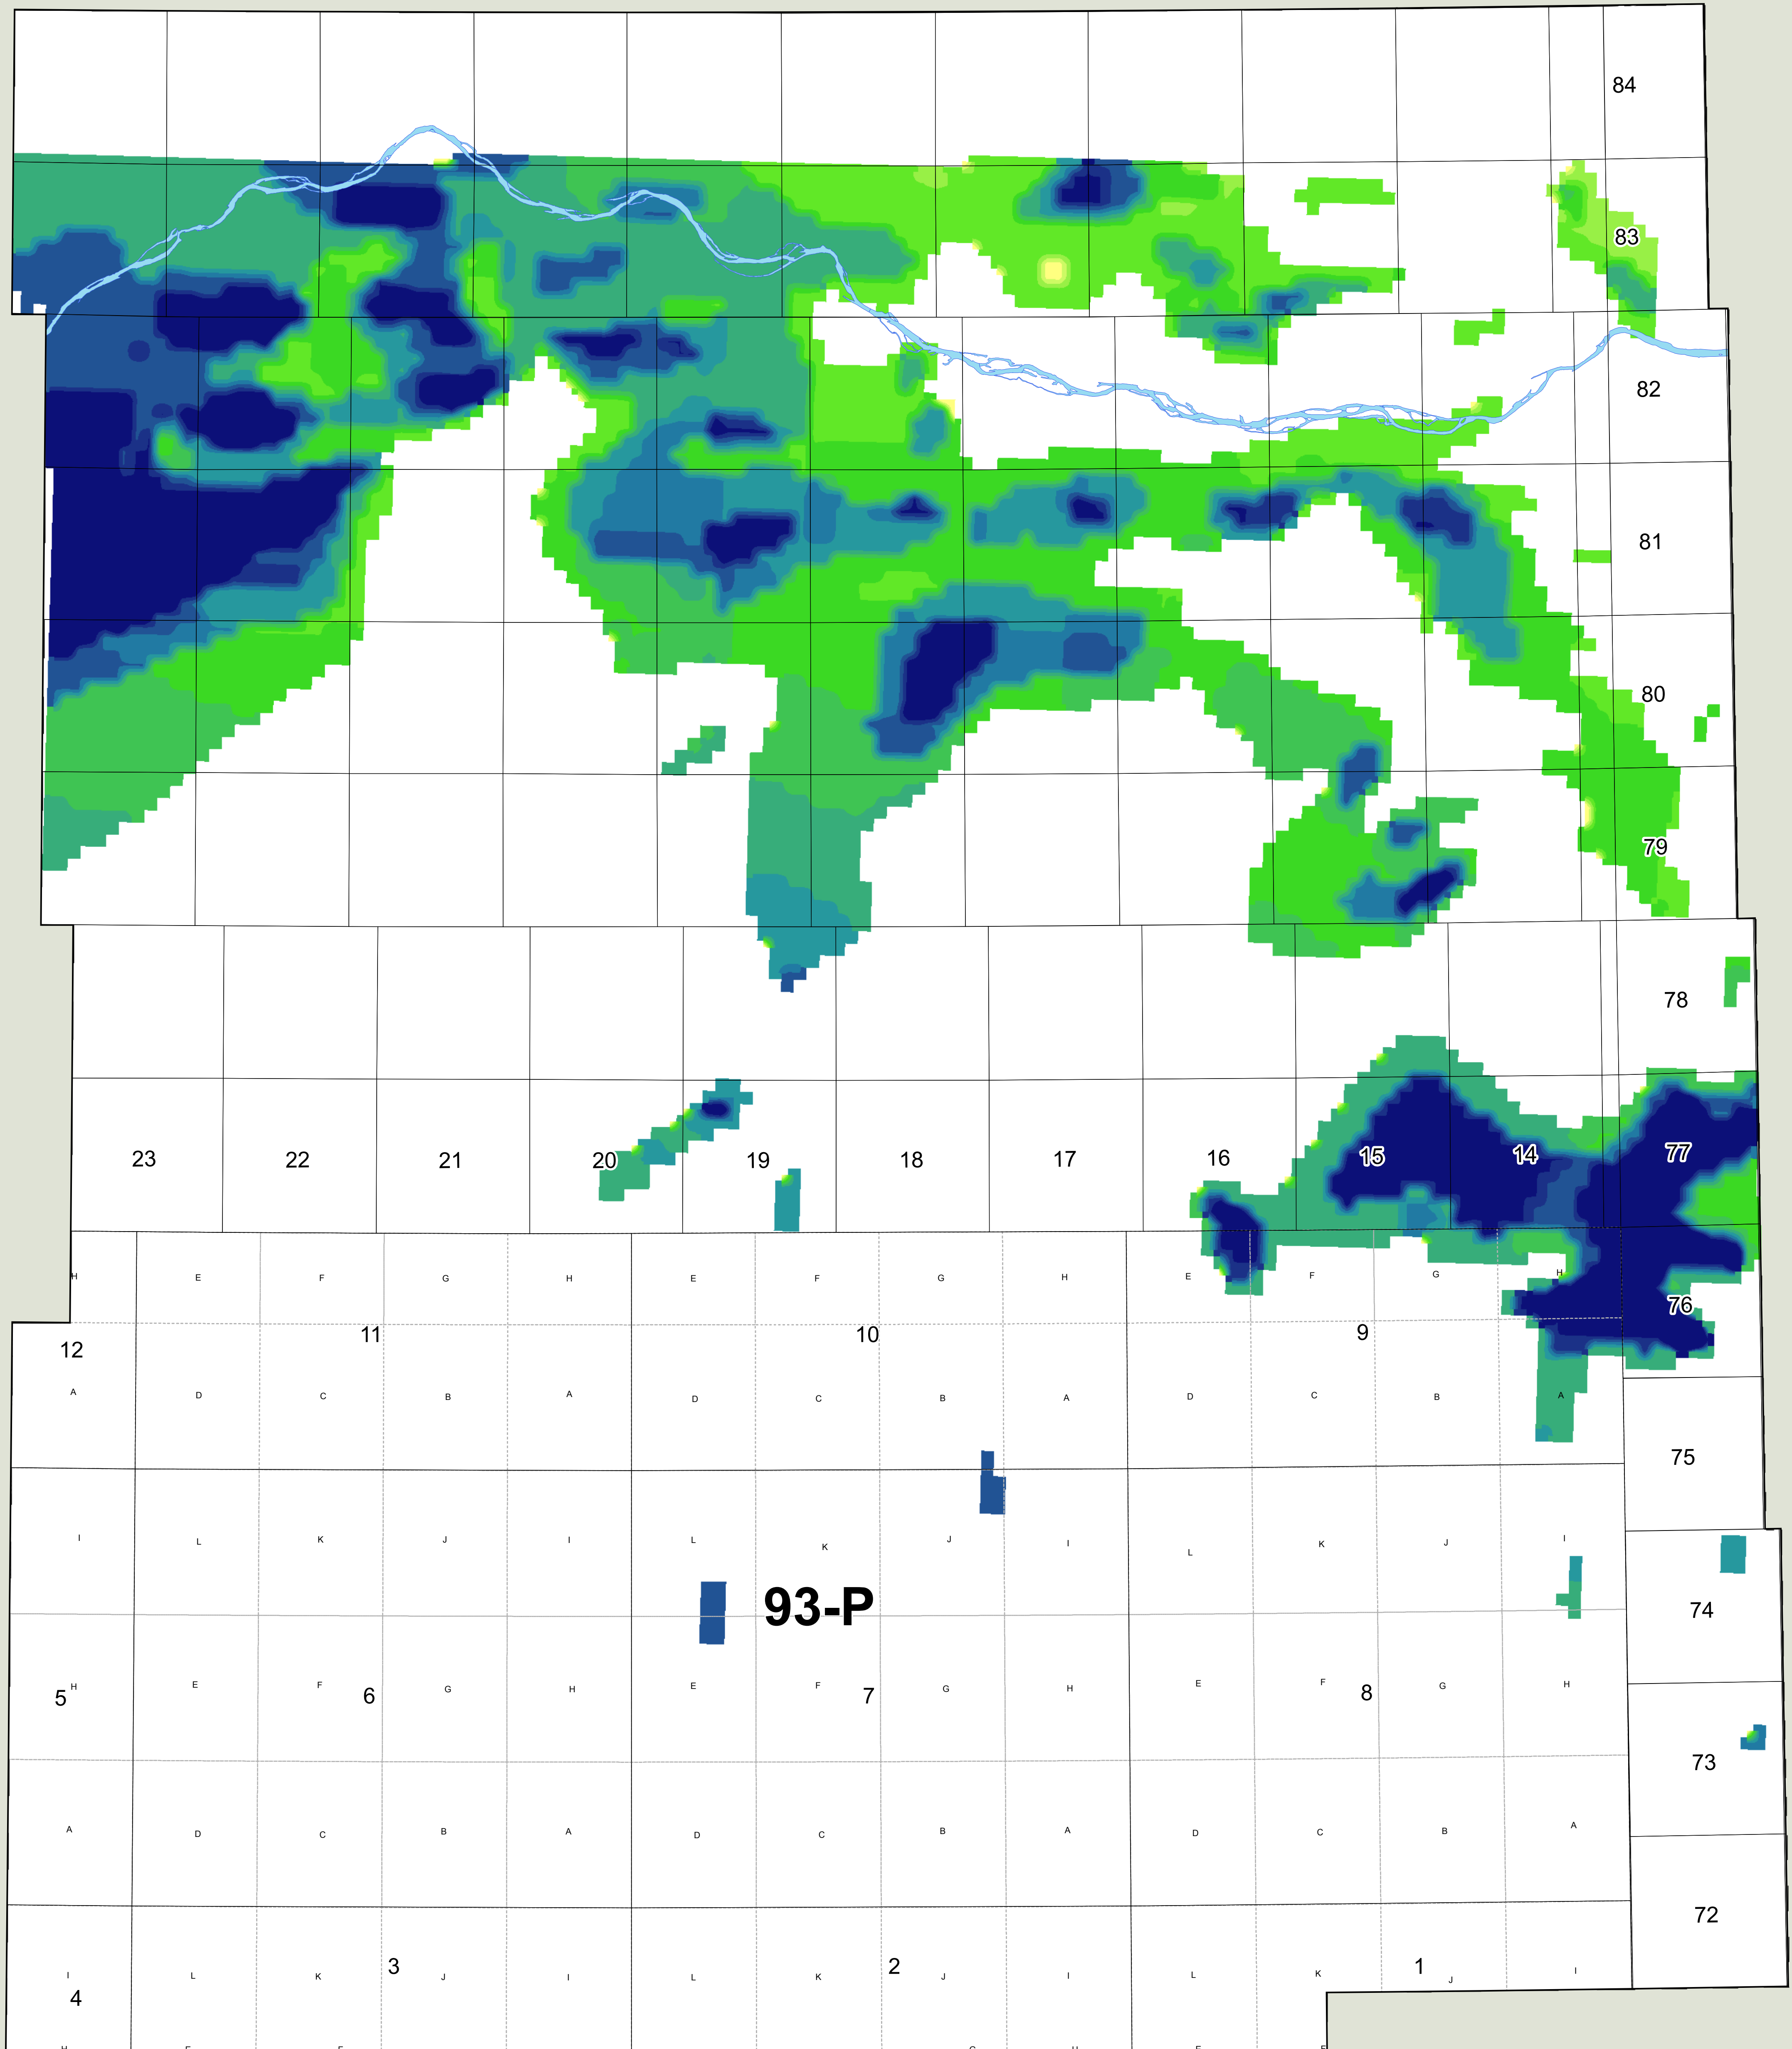 84
83
82
81
80
79
78
23 22 21 20 19 18 17 16 15 14 77
H E F G H E F G H E F G H
76
12 11 10 9
A D C B A D C B A D C B A
75
I L K J I L K J I L K J I
93-P
74
H E F G H E F G H E F G H
5 6 7 8
73
A D C B A D C B A D C B A
72
I L K J I L K J I L K J I
4 3 2 1